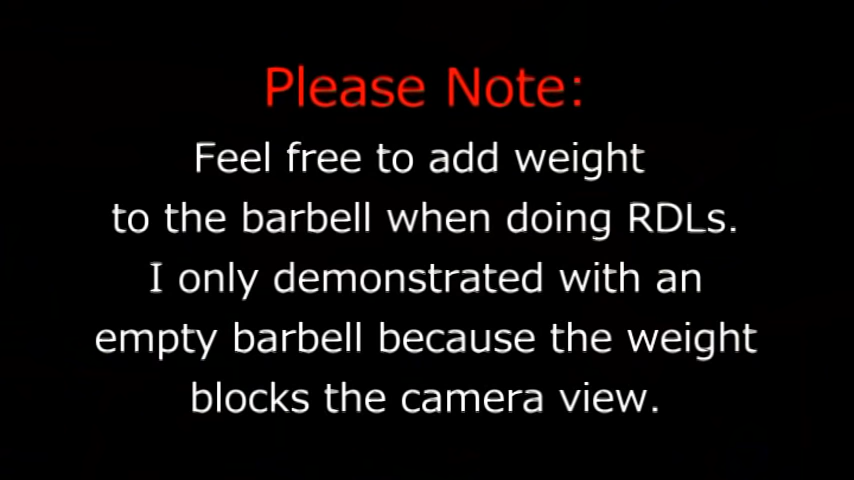 Please Note:
Feel free to add weight
to the barbell when doing RDLs.
I only demonstrated with an
empty barbell because the weight
blocks the camera view.